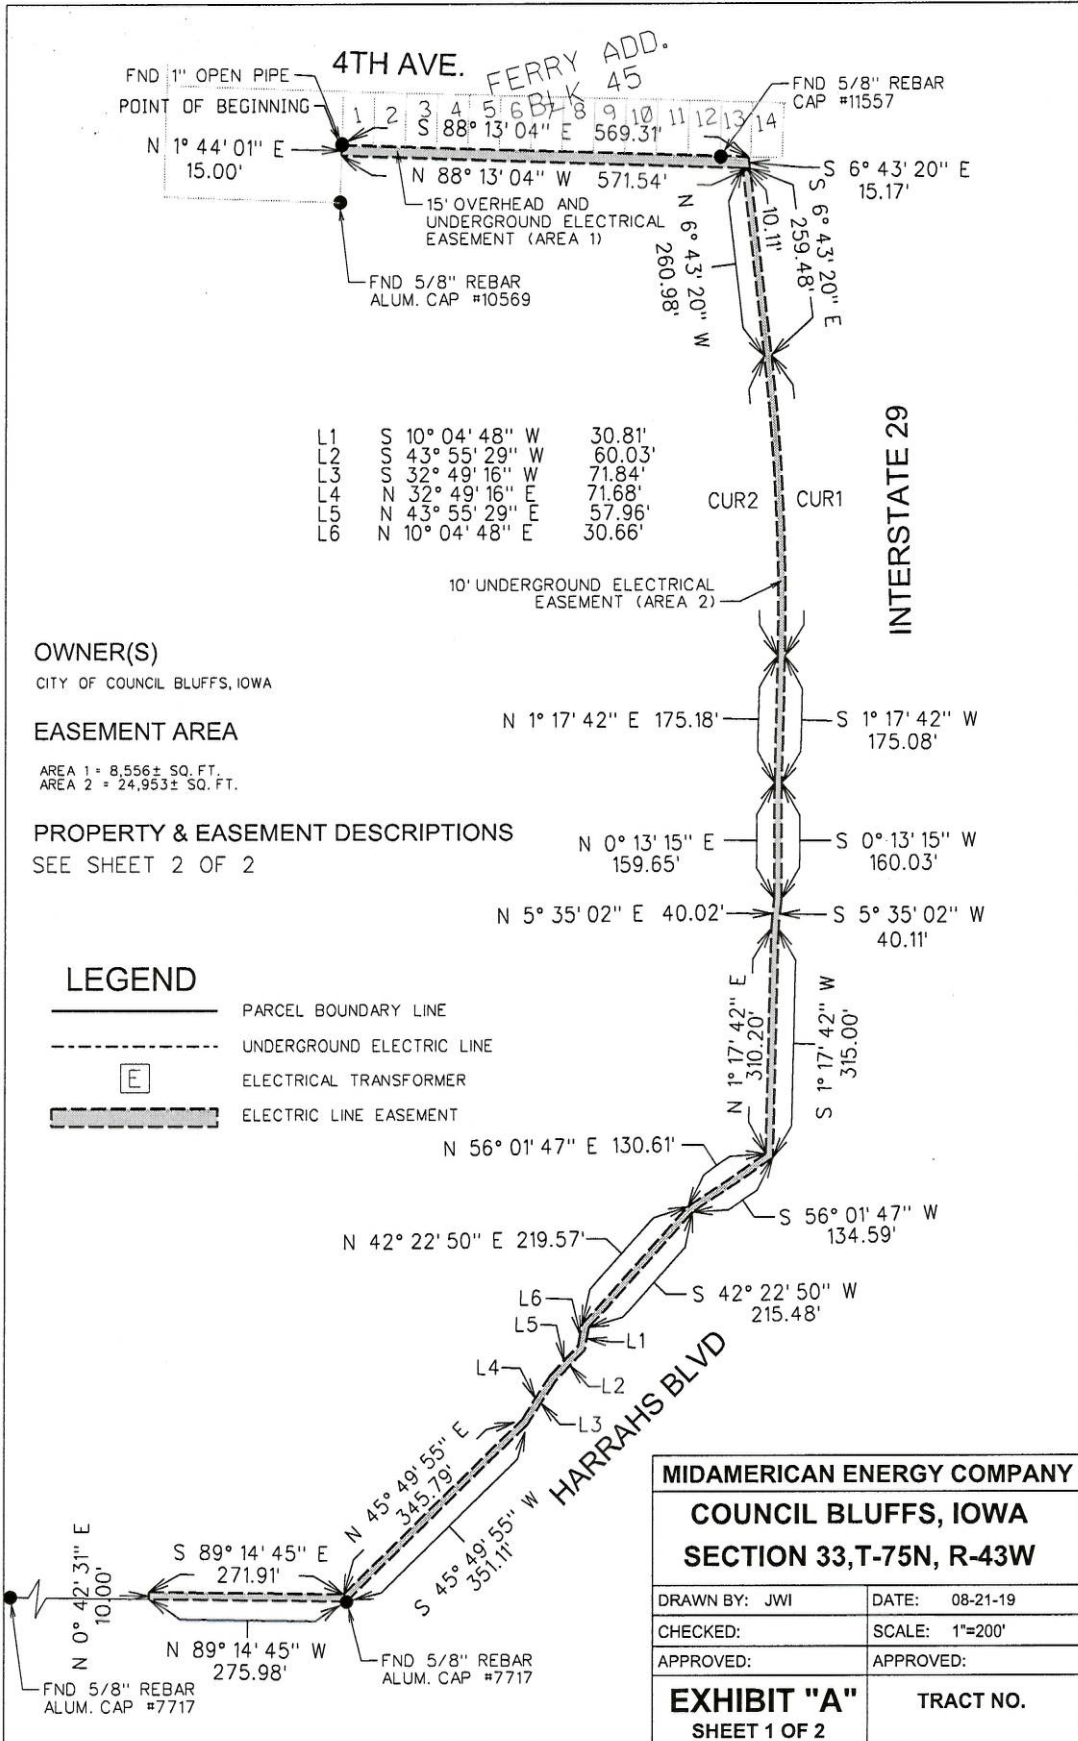 4TH AVE.
FERRY ADD.
BLK 45
FND 1" OPEN PIPE
POINT OF BEGINNING
FND 5/8" REBAR
CAP #11557
1 2 3 4 5 6 7 8 9 10 11 12 13 14
S 88° 13' 04" E 569.31'
N 1° 44' 01" E
15.00'
N 88° 13' 04" W 571.54'
S 6° 43' 20" E
15.17'
15' OVERHEAD AND
UNDERGROUND ELECTRICAL
EASEMENT (AREA 1)
10.11'
S 6° 43' 20" E
259.48'
N 6° 43' 20" W
260.98'
FND 5/8" REBAR
ALUM. CAP #10569
L1 S 10° 04' 48" W 30.81'
L2 S 43° 55' 29" W 60.03'
L3 S 32° 49' 16" W 71.84'
L4 N 32° 49' 16" E 71.68'
L5 N 43° 55' 29" E 57.96'
L6 N 10° 04' 48" E 30.66'
CUR2 CUR1
INTERSTATE 29
10' UNDERGROUND ELECTRICAL
EASEMENT (AREA 2)
OWNER(S)
CITY OF COUNCIL BLUFFS, IOWA
EASEMENT AREA
AREA 1 = 8,556± SQ. FT.
AREA 2 = 24,953± SQ. FT.
PROPERTY & EASEMENT DESCRIPTIONS
SEE SHEET 2 OF 2
N 1° 17' 42" E 175.18'
S 1° 17' 42" W
175.08'
N 0° 13' 15" E
159.65'
S 0° 13' 15" W
160.03'
N 5° 35' 02" E 40.02'
S 5° 35' 02" W
40.11'
N 1° 17' 42" E
310.20'
S 1° 17' 42" W
315.00'
LEGEND
PARCEL BOUNDARY LINE
UNDERGROUND ELECTRIC LINE
E ELECTRICAL TRANSFORMER
ELECTRIC LINE EASEMENT
N 56° 01' 47" E 130.61'
S 56° 01' 47" W
134.59'
N 42° 22' 50" E 219.57'
S 42° 22' 50" W
215.48'
L6
L5
L1
L4
L2
L3
HARRAHS BLVD
N 45° 49' 55" E
345.79'
S 45° 49' 55" W
351.11'
N 0° 42' 31" E
10.00'
S 89° 14' 45" E
271.91'
N 89° 14' 45" W
275.98'
FND 5/8" REBAR
ALUM. CAP #7717
FND 5/8" REBAR
ALUM. CAP #7717
MIDAMERICAN ENERGY COMPANY
COUNCIL BLUFFS, IOWA
SECTION 33,T-75N, R-43W
DRAWN BY: JWI
DATE: 08-21-19
CHECKED:
SCALE: 1"=200'
APPROVED:
APPROVED:
EXHIBIT "A"
SHEET 1 OF 2
TRACT NO.